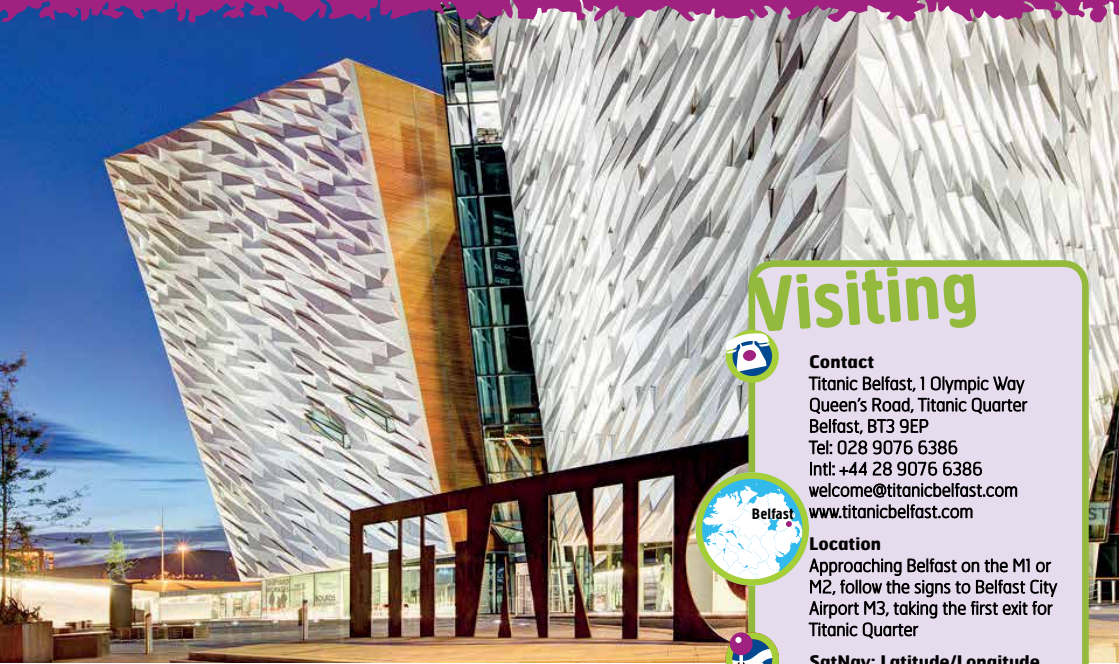 TITANIC
Visiting
Contact
Titanic Belfast, 1 Olympic Way
Queen's Road, Titanic Quarter
Belfast, BT3 9EP
Tel: 028 9076 6386
Intl: +44 28 9076 6386
welcome@titanicbelfast.com
www.titanicbelfast.com
Belfast
Location
Approaching Belfast on the M1 or
M2, follow the signs to Belfast City
Airport M3, taking the first exit for
Titanic Quarter
SatNav: Latitude/Longitude